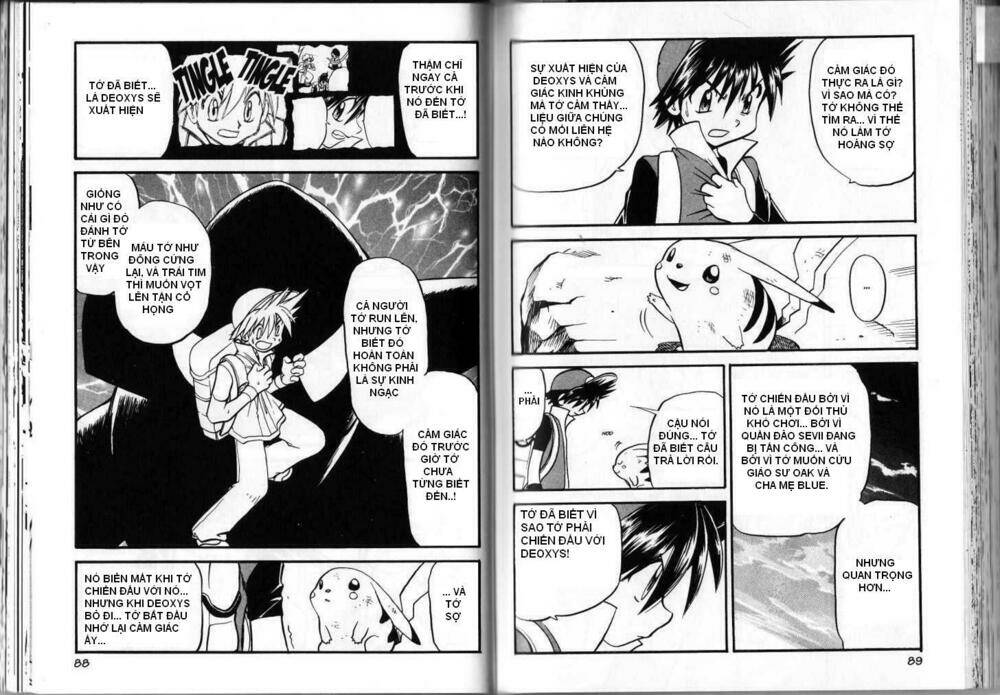 THẬM CHÍ
NGAY CẢ
TRƯỚC KHI
NÓ ĐẾN TỚ
ĐÃ BIẾT...!
TINGLE TINGLE
TỚ ĐÃ BIẾT...
... LÀ DEOXYS SẼ
XUẤT HIỆN
GIỐNG
NHƯ CÓ
CÁI GÌ ĐÓ
ĐÁNH TỚ
TỪ BÊN
TRONG
VẬY
MÁU TỚ NHƯ
ĐÔNG CỨNG
LẠI, VÀ TRÁI TIM
THÌ MUỐN VỌT
LÊN TẬN CỔ
HỌNG
CẢ NGƯỜI
TỚ RUN LÊN,
NHƯNG TỚ
BIẾT ĐÓ
HOÀN TOÀN
KHÔNG PHẢI
LÀ SỰ KINH
NGẠC
CẢM GIÁC
ĐÓ TRƯỚC
GIỜ TỚ
CHƯA
TỪNG BIẾT
ĐẾN..!
... VÀ
TỚ
SỢ
NÓ BIẾN MẤT KHI TỚ
CHIẾN ĐẤU VỚI NÓ...
NHƯNG KHI DEOXYS
BỎ ĐI... TỚ BẮT ĐẦU
NHỚ LẠI CẢM GIÁC
ẤY...
88
CẢM GIÁC ĐÓ
THỰC RA LÀ GÌ?
VÌ SAO MÀ CÓ?
TỚ KHÔNG THỂ
TÌM RA... VÌ THẾ
NÓ LÀM TỚ
HOẢNG SỢ
SỰ XUẤT HIỆN CỦA
DEOXYS VÀ CẢM
GIÁC KINH KHỦNG
MÀ TỚ CẢM THẤY...
LIỆU GIỮA CHÚNG
CÓ MỐI LIÊN HỆ
NÀO KHÔNG?
...
TỚ CHIẾN ĐẤU BỞI VÌ
NÓ LÀ MỘT ĐỐI THỦ
KHÓ CHƠI... BỞI VÌ
QUẦN ĐẢO SEVII ĐANG
BỊ TẤN CÔNG... VÀ
BỞI VÌ TỚ MUỐN CỨU
GIÁO SƯ OAK VÀ
CHA MẸ BLUE.
NHƯNG
QUAN TRỌNG
HƠN...
...
PHẢI
NOD
CẬU NÓI
ĐÚNG... TỚ
ĐÃ BIẾT CÂU
TRẢ LỜI RỒI.
TỚ ĐÃ BIẾT VÌ
SAO TỚ PHẢI
CHIẾN ĐẤU VỚI
DEOXYS!
89